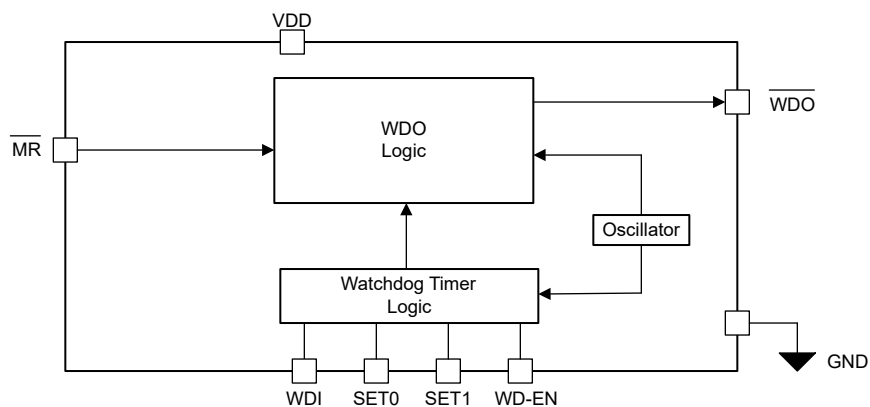 VDD
WDO
Logic
WDO
MR
Oscillator
Watchdog Timer
Logic
GND
WDI
SET0
SET1
WD-EN